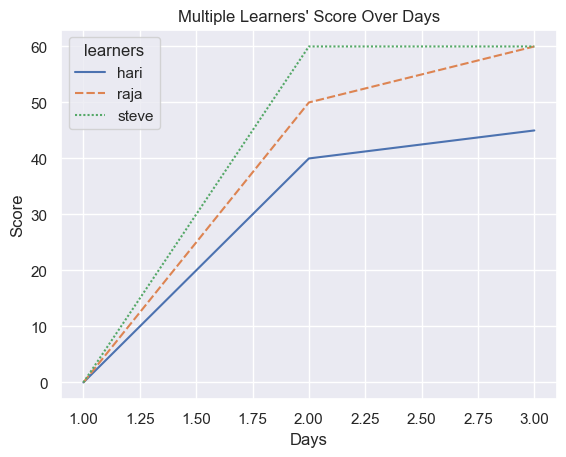 Multiple Learners' Score Over Days
learners
hari
raja
steve
Score
60
50
40
30
20
10
0
1.00 1.25 1.50 1.75 2.00 2.25 2.50 2.75 3.00
Days